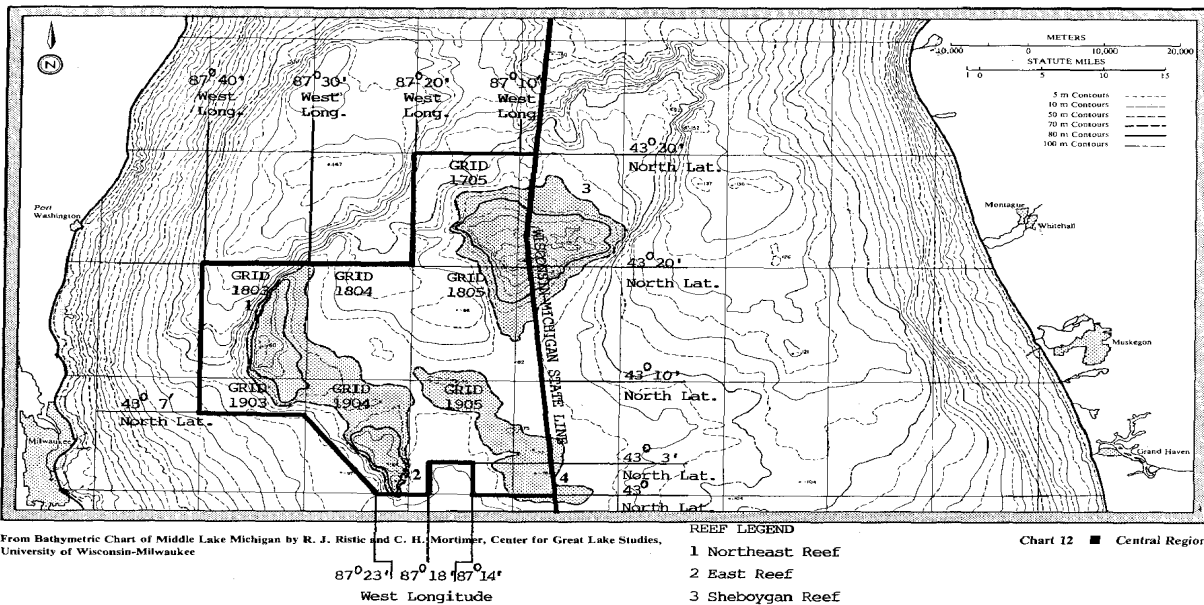 METERS
10,000 0 10,000 20,000
STATUTE MILES
1 0 5 10 15
5 m Contours
10 m Contours
50 m Contours
70 m Contours
80 m Contours
100 m Contours
N
87° 40'
West
Long.
87° 30'
West
Long.
87° 20'
West
Long.
87° 10'
West
Long.
43° 30'
North Lat.
GRID
1705
3
Port
Washington
Montague
Whitehall
WISCONSIN-MICHIGAN STATE LINE
43° 20'
North Lat.
GRID
1803
GRID
1804
GRID
1805
1
Muskegon
43° 10'
North Lat.
GRID
1903
GRID
1904
GRID
1905
43° 7'
North Lat.
Milwaukee
2
4
43° 3'
North Lat.
43°
North Lat.
Grand Haven
From Bathymetric Chart of Middle Lake Michigan by R. J. Ristic and C. H. Mortimer, Center for Great Lake Studies,
University of Wisconsin-Milwaukee
87° 23' 87° 18' 87° 14'
West Longitude
REEF LEGEND
1 Northeast Reef
2 East Reef
3 Sheboygan Reef
Chart 12 ■ Central Region